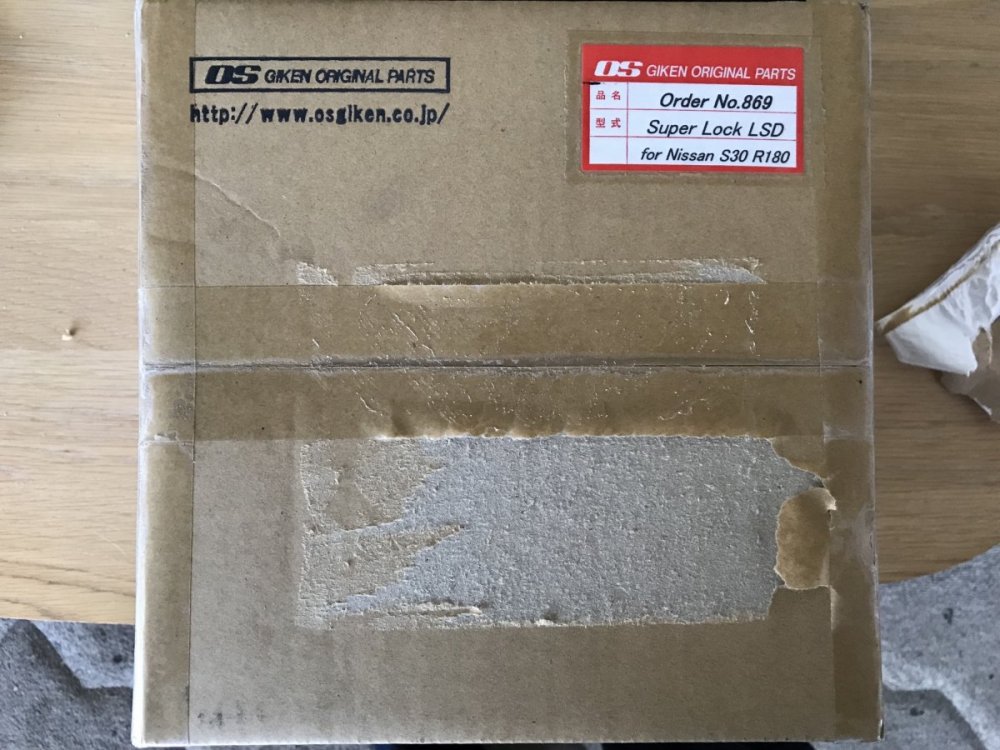 OS GIKEN ORIGINAL PARTS
http://www.osgiken.co.jp/
OS GIKEN ORIGINAL PARTS
品名 Order No.869
型式 Super Lock LSD
for Nissan S30 R180